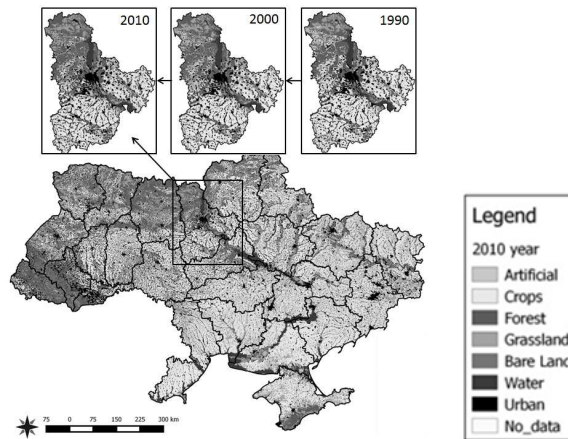 2010
2000
1990
Legend
2010 year
Artificial
Crops
Forest
Grassland
Bare Land
Water
Urban
No_data
75 0 75 150 225 300 km